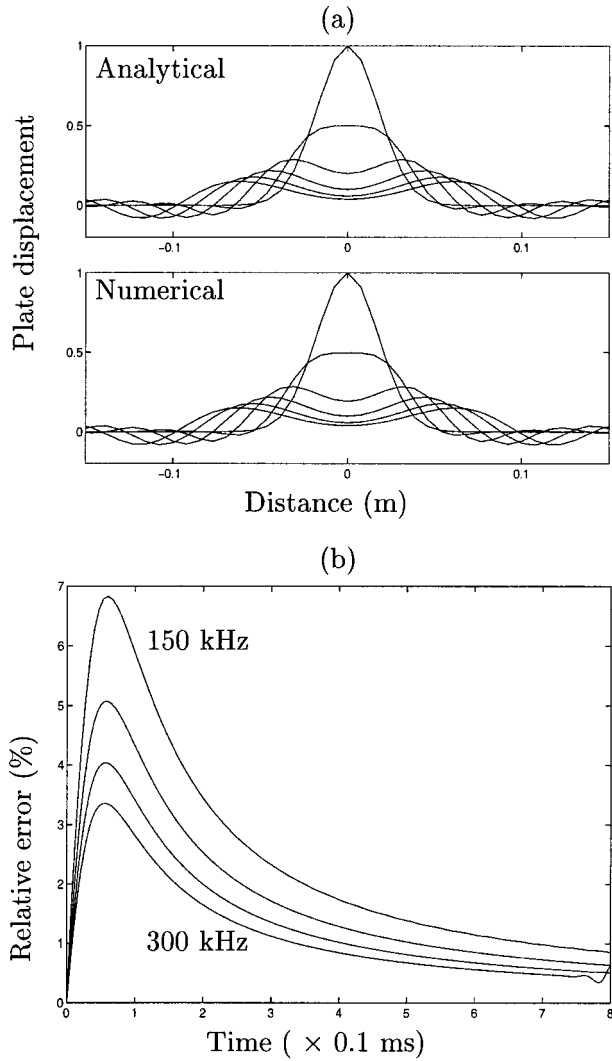 (a)
Plate displacement
Analytical
1
0.5
0
−0.1 0 0.1
Numerical
1
0.5
0
−0.1 0 0.1
Distance (m)
(b)
Relative error (%)
7
6
5
4
3
2
1
0
150 kHz
300 kHz
0 1 2 3 4 5 6 7 8
Time ( × 0.1 ms)